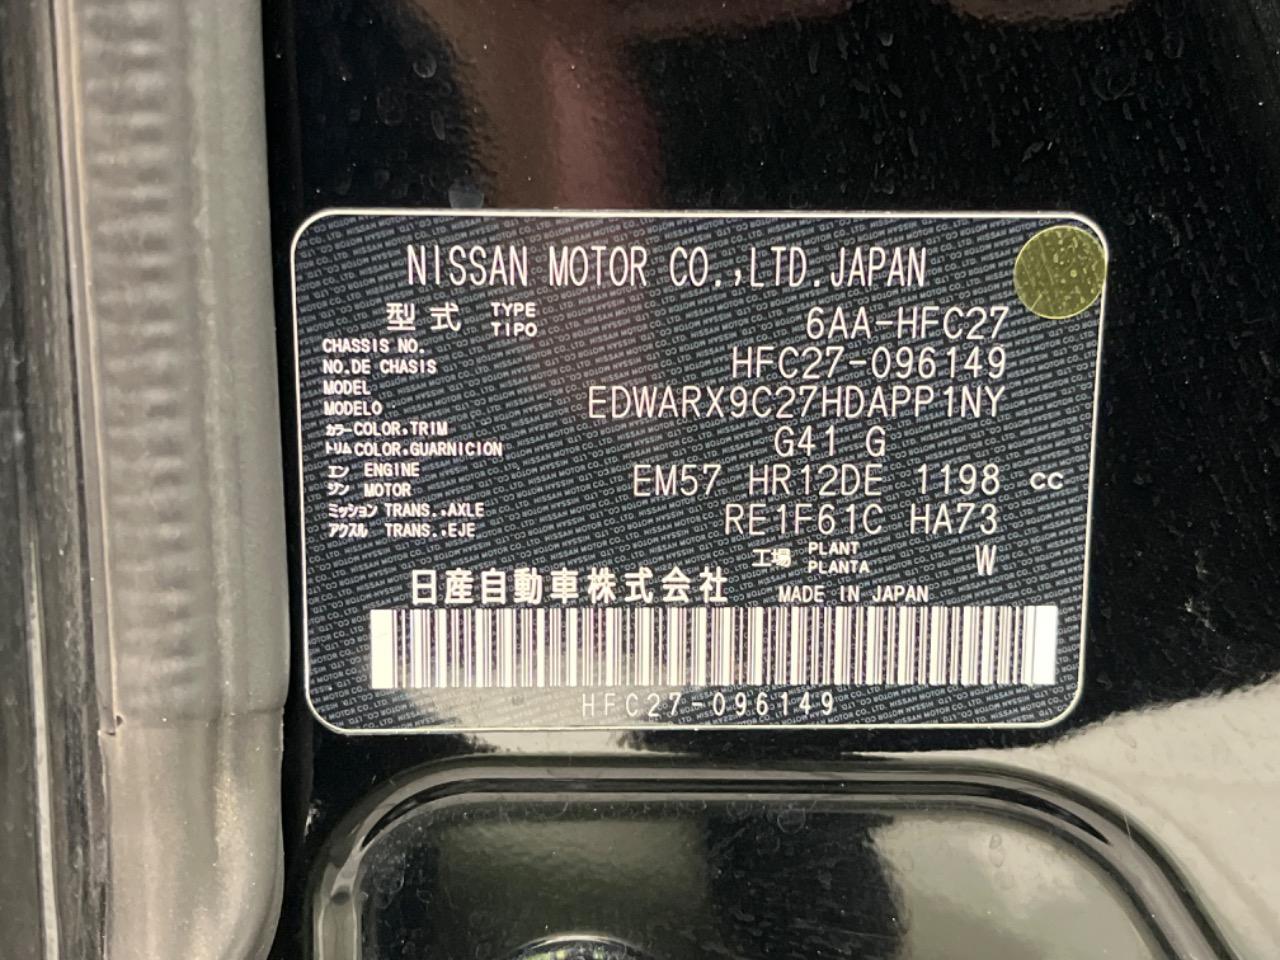 NISSAN MOTOR CO.,LTD.JAPAN
型式 TYPE TIPO 6AA-HFC27
CHASSIS NO.
NO.DE CHASIS HFC27-096149
MODEL
MODELO EDWARX9C27HDAPP1NY
カラー COLOR,TRIM
トリム COLOR,GUARNICION G41 G
エン ENGINE
ジン MOTOR EM57 HR12DE 1198 cc
ミッション TRANS.,AXLE
アクスル TRANS.,EJE RE1F61C HA73
工場 PLANT PLANTA W
日産自動車株式会社 MADE IN JAPAN
HFC27-096149